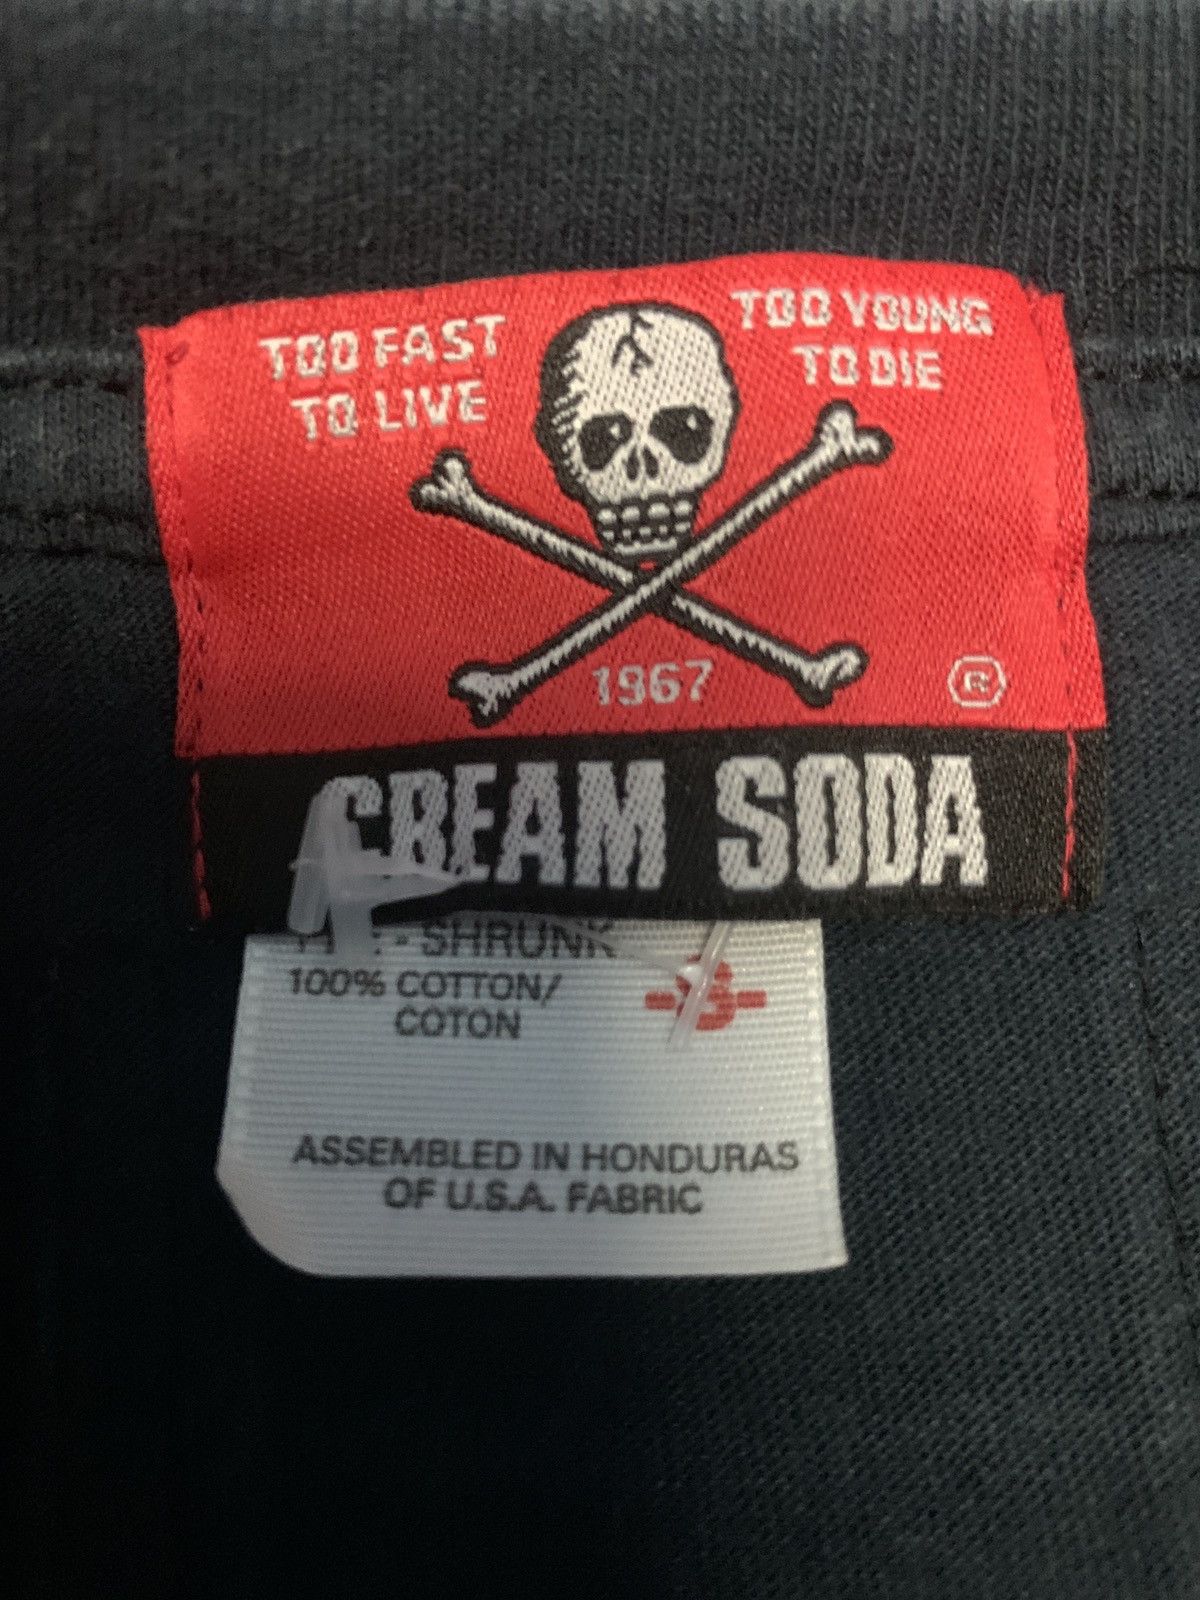 TOO FAST
TO LIVE
TOO YOUNG
TO DIE
1967
®
CREAM SODA
SHRUNK
100% COTTON/
COTON
ASSEMBLED IN HONDURAS
OF U.S.A. FABRIC